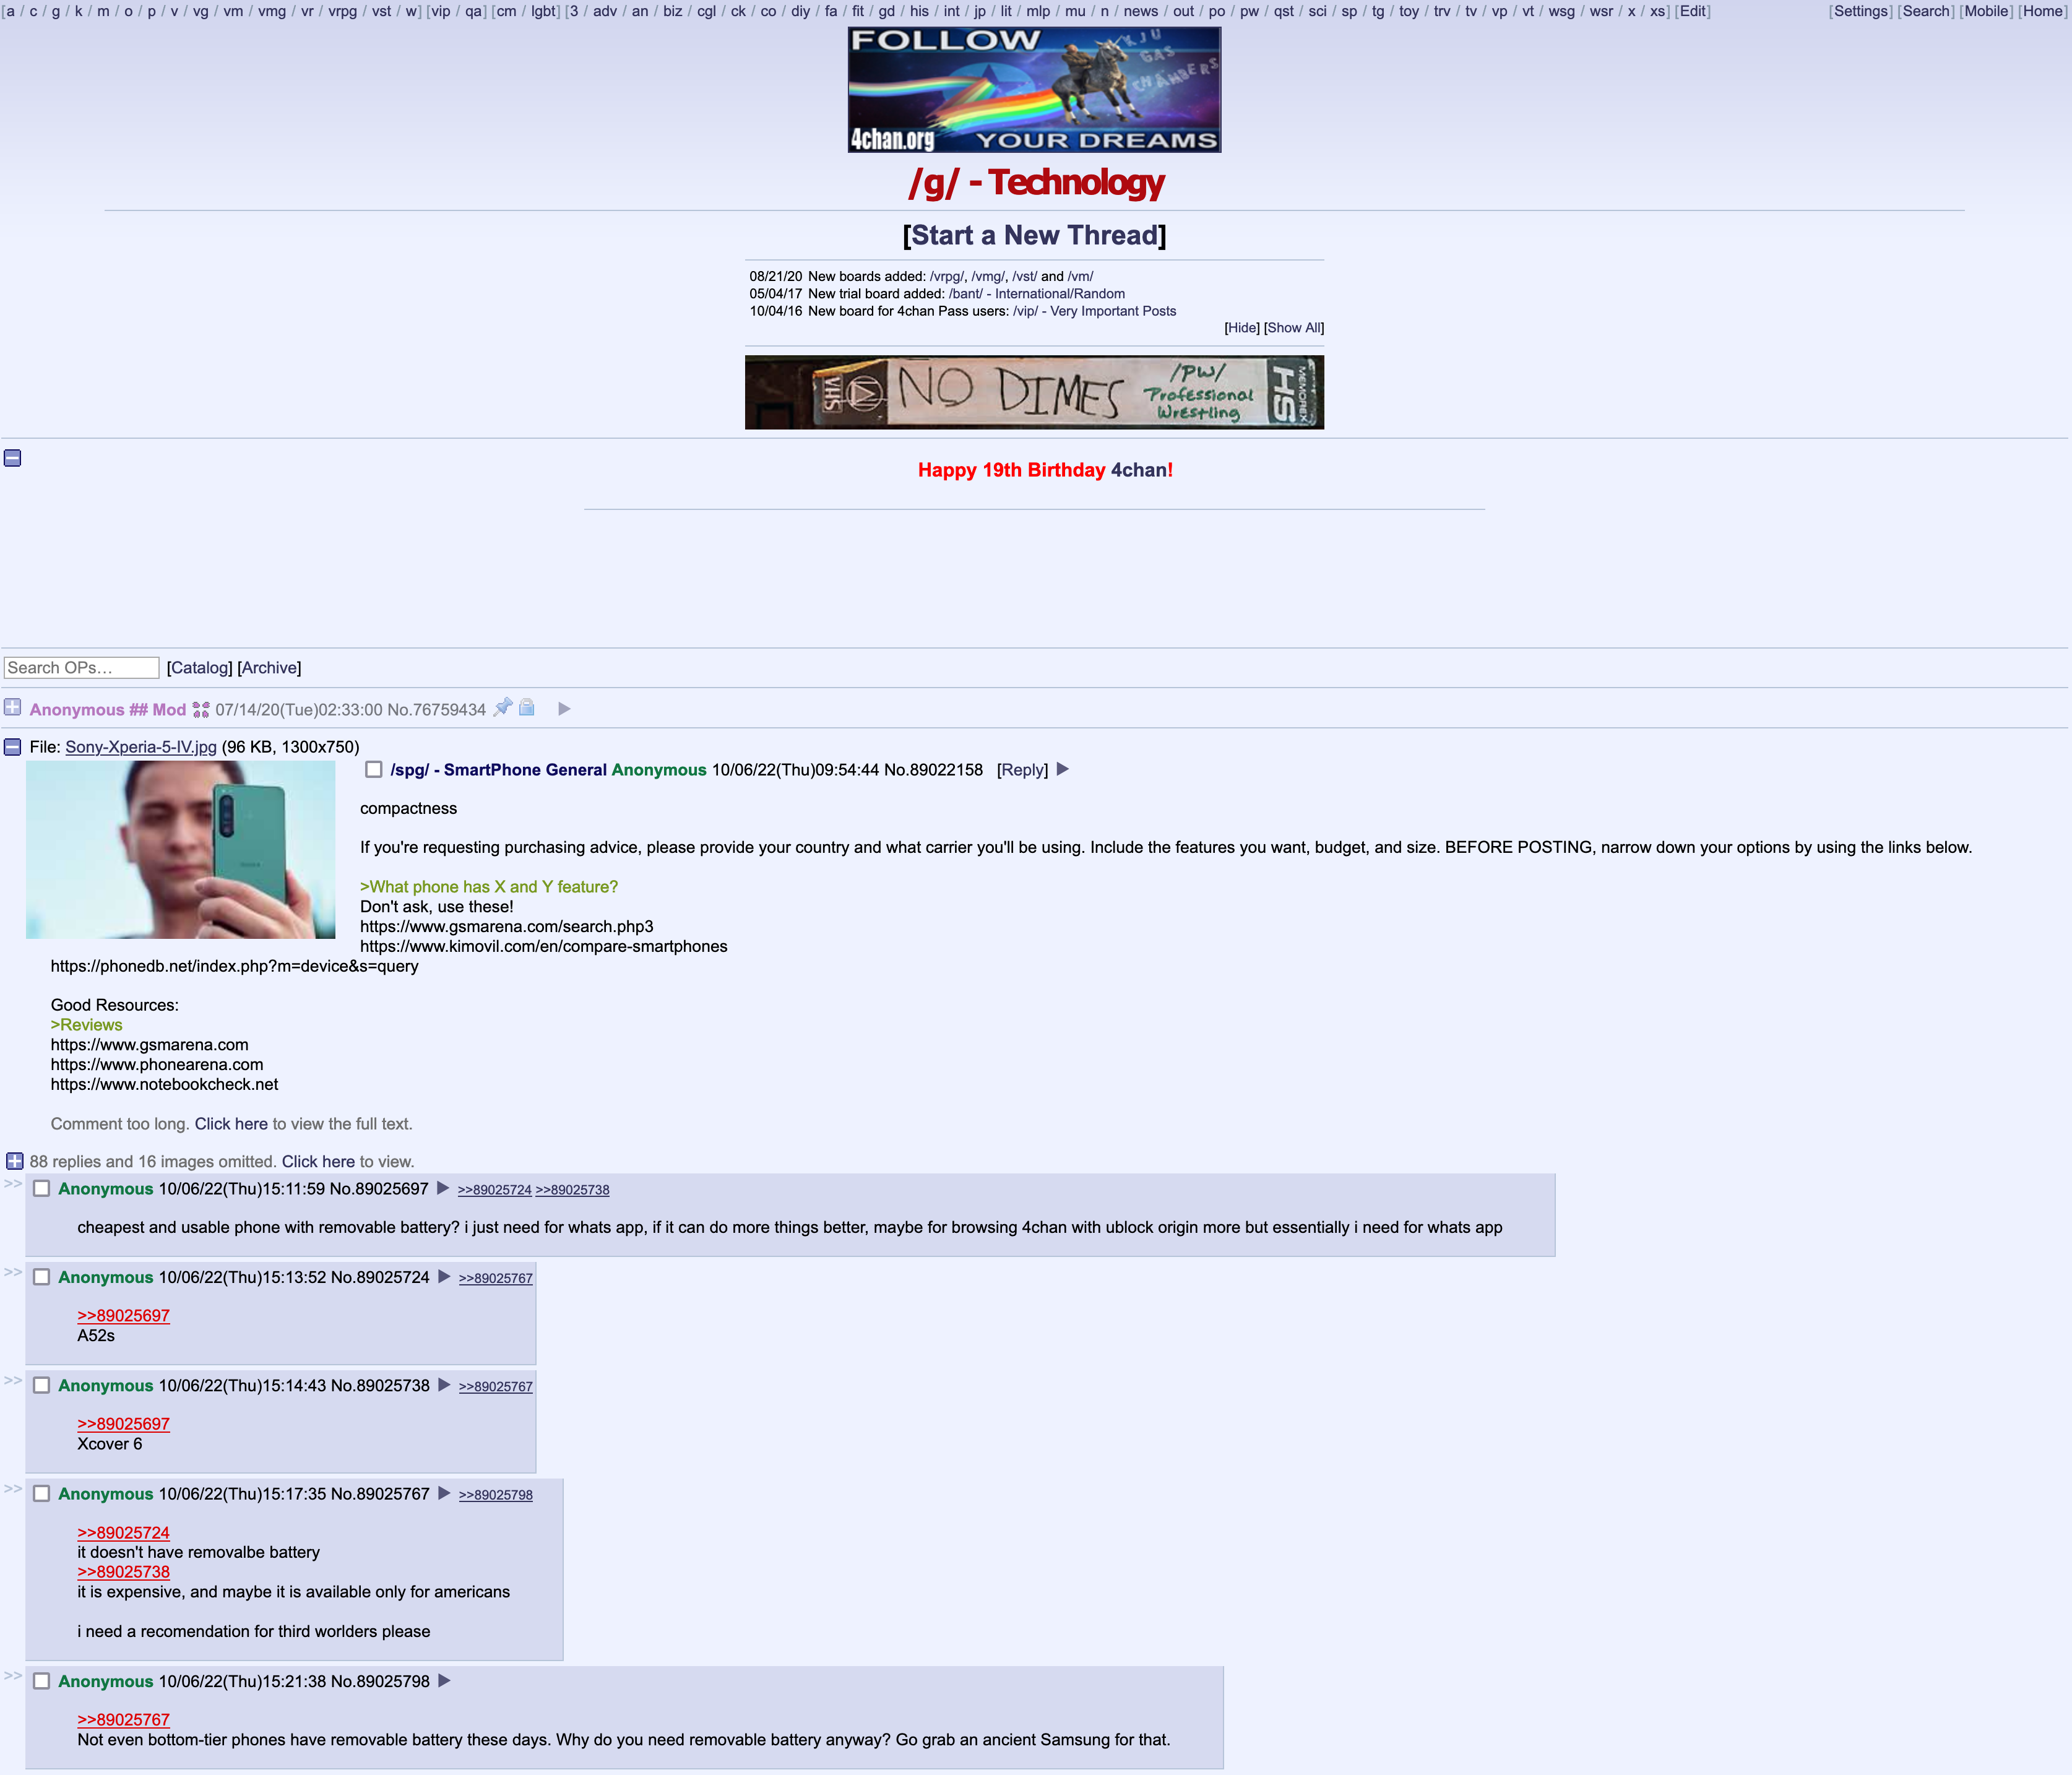 [a / c / g / k / m / o / p / v / vg / vm / vmg / vr / vrpg / vst / w] [vip / qa] [cm / lgbt] [3 / adv / an / biz / cgl / ck / co / diy / fa / fit / gd / his / int / jp / lit / mlp / mu / n / news / out / po / pw / qst / sci / sp / tg / toy / trv / tv / vp / vt / wsg / wsr / x / xs] [Edit] [Settings] [Search] [Mobile] [Home]
FOLLOW
KJU GAS CHAMBERS
4chan.org YOUR DREAMS
/g/ - Technology
[Start a New Thread]
08/21/20 New boards added: /vrpg/, /vmg/, /vst/ and /vm/
05/04/17 New trial board added: /bant/ - International/Random
10/04/16 New board for 4chan Pass users: /vip/ - Very Important Posts
[Hide] [Show All]
VHS NO DIMES /PW/ Professional Wrestling HS MEMOREX
Happy 19th Birthday 4chan!
Search OPs… [Catalog] [Archive]
Anonymous ## Mod 07/14/20(Tue)02:33:00 No.76759434
File: Sony-Xperia-5-IV.jpg (96 KB, 1300x750)
/spg/ - SmartPhone General Anonymous 10/06/22(Thu)09:54:44 No.89022158 [Reply]
compactness
If you're requesting purchasing advice, please provide your country and what carrier you'll be using. Include the features you want, budget, and size. BEFORE POSTING, narrow down your options by using the links below.
>What phone has X and Y feature?
Don't ask, use these!
https://www.gsmarena.com/search.php3
https://www.kimovil.com/en/compare-smartphones
https://phonedb.net/index.php?m=device&s=query
Good Resources:
>Reviews
https://www.gsmarena.com
https://www.phonearena.com
https://www.notebookcheck.net
Comment too long. Click here to view the full text.
88 replies and 16 images omitted. Click here to view.
>> Anonymous 10/06/22(Thu)15:11:59 No.89025697 >>89025724 >>89025738
cheapest and usable phone with removable battery? i just need for whats app, if it can do more things better, maybe for browsing 4chan with ublock origin more but essentially i need for whats app
>> Anonymous 10/06/22(Thu)15:13:52 No.89025724 >>89025767
>>89025697
A52s
>> Anonymous 10/06/22(Thu)15:14:43 No.89025738 >>89025767
>>89025697
Xcover 6
>> Anonymous 10/06/22(Thu)15:17:35 No.89025767 >>89025798
>>89025724
it doesn't have removalbe battery
>>89025738
it is expensive, and maybe it is available only for americans
i need a recomendation for third worlders please
>> Anonymous 10/06/22(Thu)15:21:38 No.89025798
>>89025767
Not even bottom-tier phones have removable battery these days. Why do you need removable battery anyway? Go grab an ancient Samsung for that.